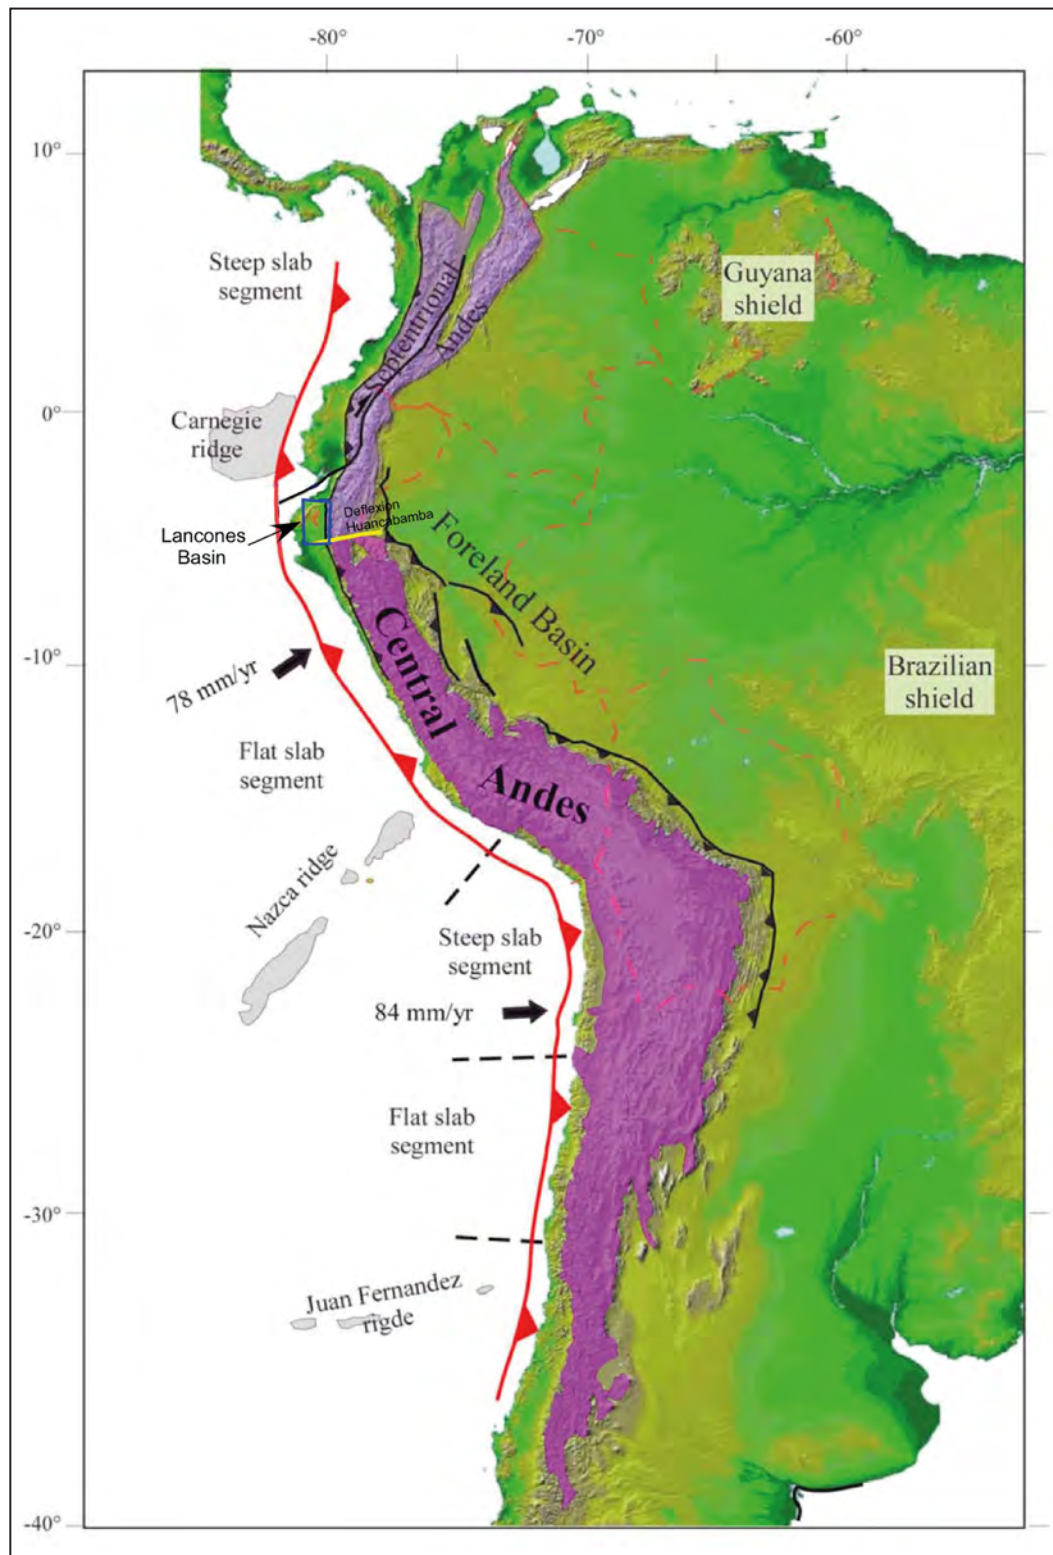 -80°
-70°
-60°
10°
Steep slab
segment
Septentrional
Andes
Guyana
shield
0°
Carnegie
ridge
Deflexion
Huancabamba
Lancones
Basin
Foreland Basin
-10°
78 mm/yr
Central
Andes
Brazilian
shield
Flat slab
segment
Nazca ridge
-20°
Steep slab
segment
84 mm/yr
Flat slab
segment
-30°
Juan Fernandez
rigde
-40°